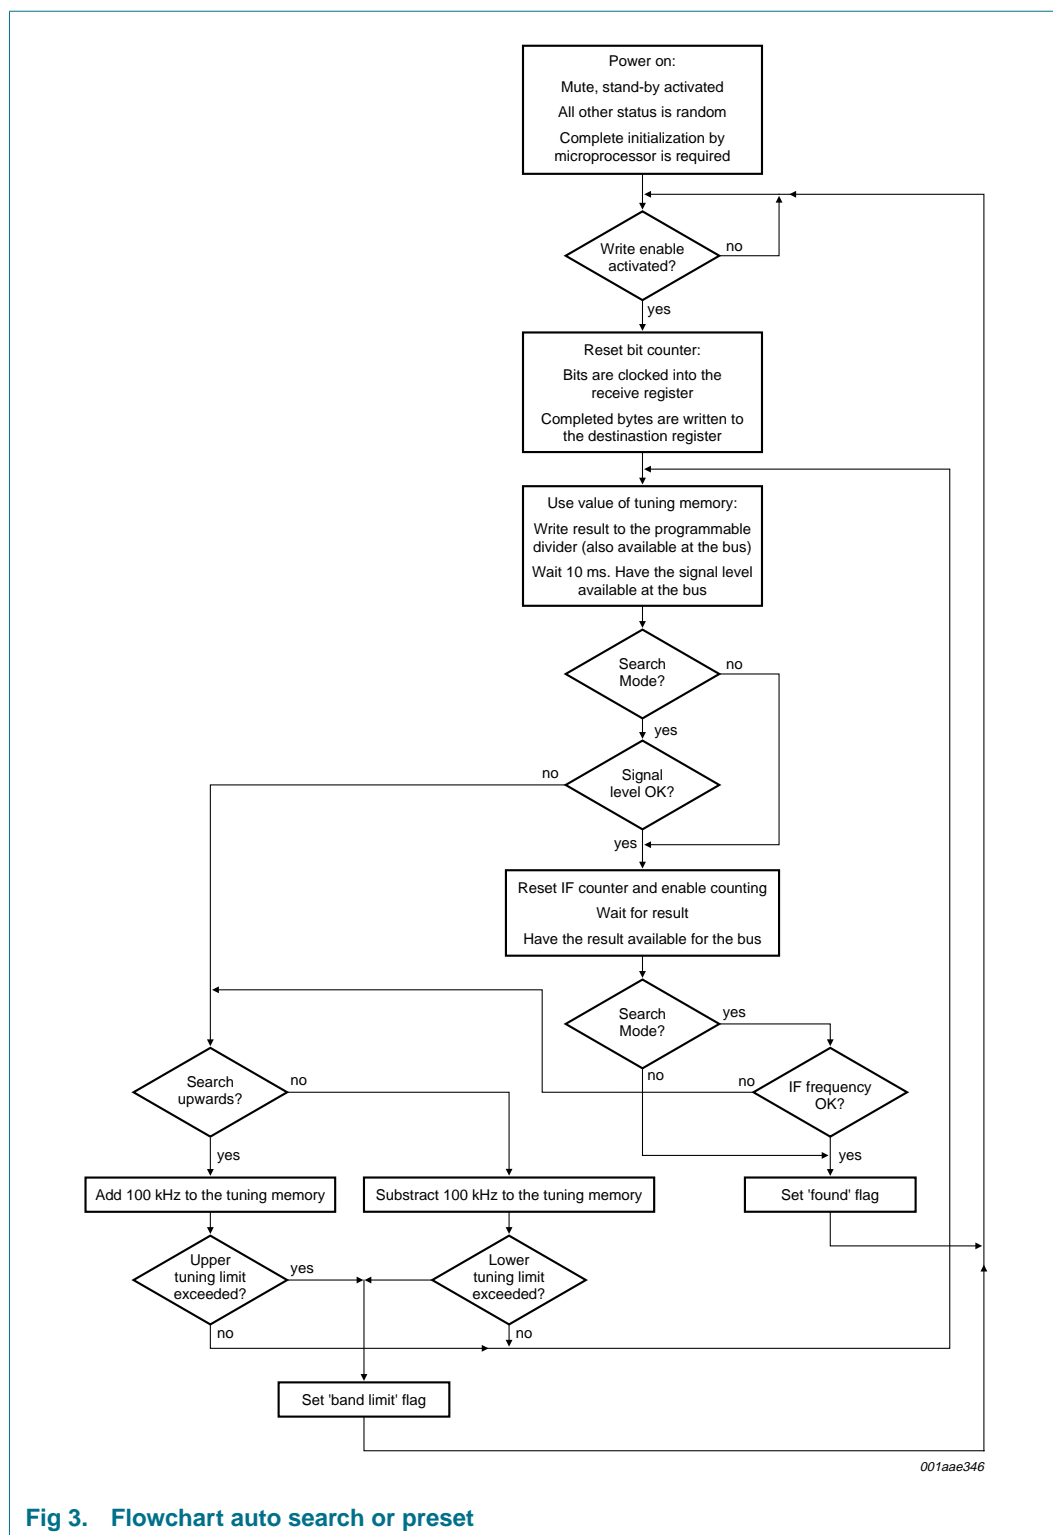 Power on:
Mute, stand-by activated
All other status is random
Complete initialization by
microprocessor is required
Write enable
activated?
no
yes
Reset bit counter:
Bits are clocked into the
receive register
Completed bytes are written to
the destinastion register
Use value of tuning memory:
Write result to the programmable
divider (also available at the bus)
Wait 10 ms. Have the signal level
available at the bus
Search
Mode?
no
yes
no
Signal
level OK?
yes
Reset IF counter and enable counting
Wait for result
Have the result available for the bus
Search
Mode?
yes
no
no
IF frequency
OK?
yes
Search
upwards?
no
yes
Add 100 kHz to the tuning memory
Substract 100 kHz to the tuning memory
Set 'found' flag
Upper
tuning limit
exceeded?
yes
Lower
tuning limit
exceeded?
no
no
Set 'band limit' flag
001aae346
Fig 3. Flowchart auto search or preset